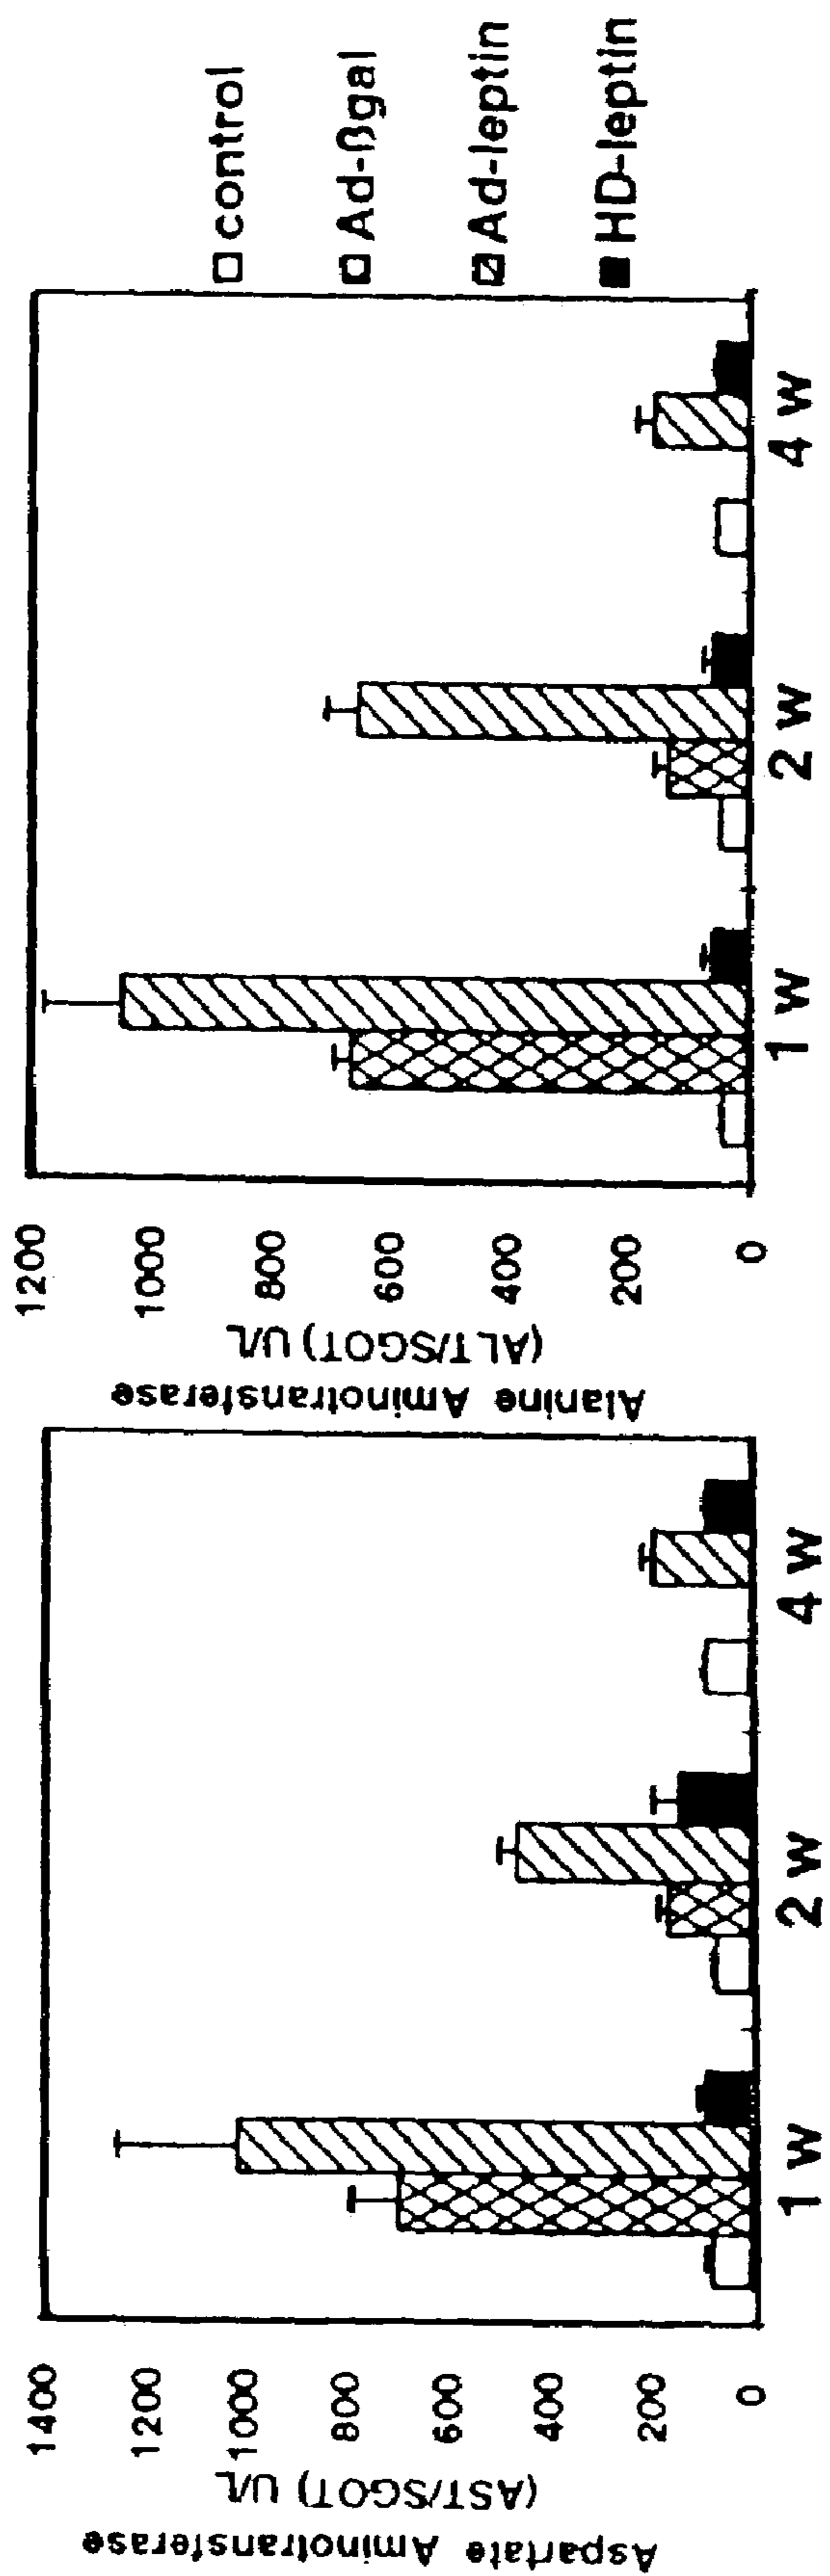 Aspartate Aminotransferase
(AST/SGOT) U/L
1400
1200
1000
800
600
400
200
0
1 w
2 w
4 w
Alanine Aminotransferase
(ALT/SGOT) U/L
1200
1000
800
600
400
200
0
1 w
2 w
4 w
control
Ad-βgal
Ad-leptin
HD-leptin